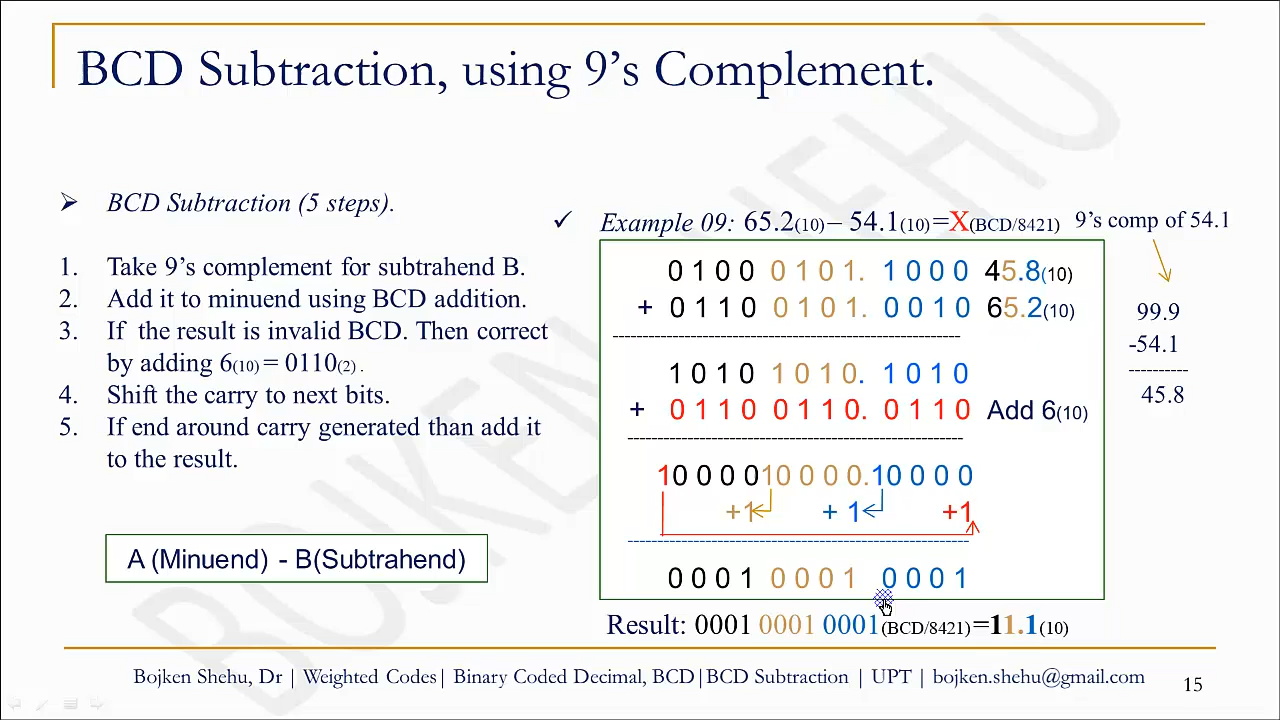 BCD Subtraction, using 9’s Complement.
BCD Subtraction (5 steps).
1. Take 9’s complement for subtrahend B.
2. Add it to minuend using BCD addition.
3. If the result is invalid BCD. Then correct
by adding 6(10) = 0110(2) .
4. Shift the carry to next bits.
5. If end around carry generated than add it
to the result.
A (Minuend) - B(Subtrahend)
Example 09: 65.2(10)– 54.1(10)=X(BCD/8421)
0 1 0 0 0 1 0 1. 1 0 0 0 45.8(10)
+ 0 1 1 0 0 1 0 1. 0 0 1 0 65.2(10)
1 0 1 0 1 0 1 0. 1 0 1 0
+ 0 1 1 0 0 1 1 0. 0 1 1 0 Add 6(10)
10 0 0 0 10 0 0 0.10 0 0 0
+1 + 1 +1
0 0 0 1 0 0 0 1 0 0 0 1
Result: 0001 0001 0001(BCD/8421)=11.1(10)
9’s comp of 54.1
99.9
-54.1
----------
45.8
Bojken Shehu, Dr | Weighted Codes| Binary Coded Decimal, BCD|BCD Subtraction | UPT | bojken.shehu@gmail.com
15
BOJKEN SHEHU